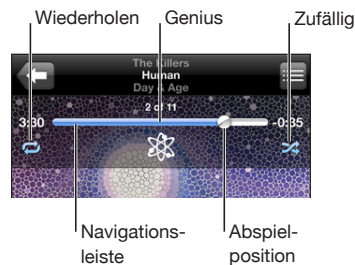 Wiederholen
Genius
Zufällig
The Killers
Human
Day & Age
2 of 11
3:30
-0:35
Navigations-
leiste
Abspiel-
position